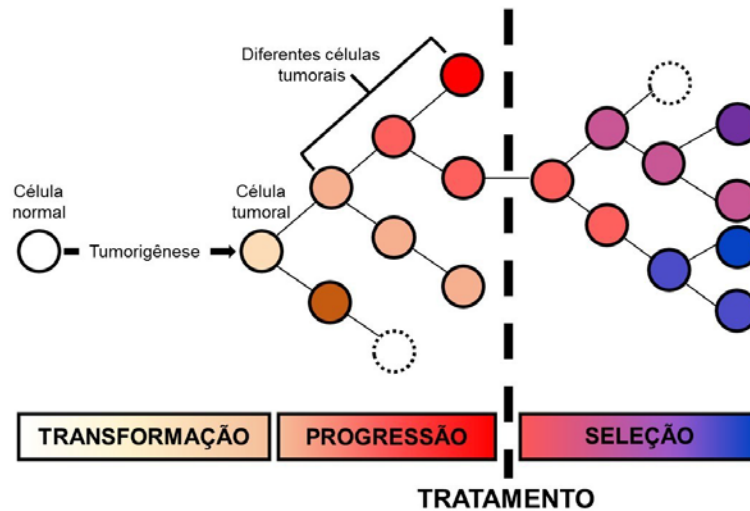 Diferentes células
tumorais
Célula
normal
Célula
tumoral
Tumorigênese
TRANSFORMAÇÃO
PROGRESSÃO
SELEÇÃO
TRATAMENTO